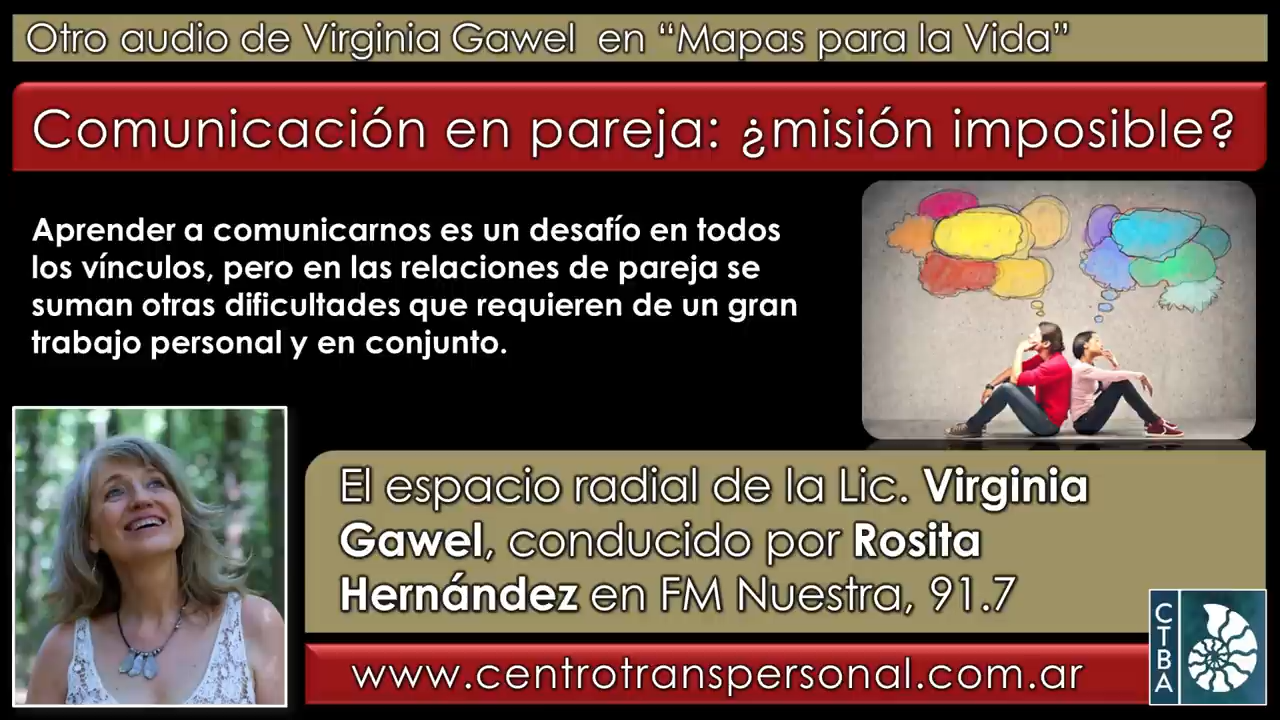 Otro audio de Virginia Gawel en “Mapas para la Vida”
Comunicación en pareja: ¿misión imposible?
Aprender a comunicarnos es un desafío en todos
los vínculos, pero en las relaciones de pareja se
suman otras dificultades que requieren de un gran
trabajo personal y en conjunto.
El espacio radial de la Lic. Virginia
Gawel, conducido por Rosita
Hernández en FM Nuestra, 91.7
www.centrotranspersonal.com.ar
CTBA